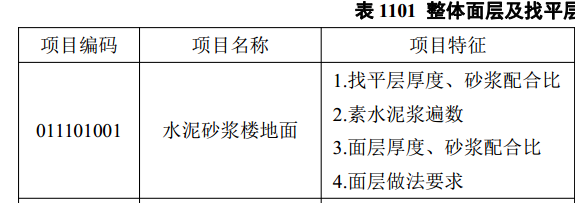 表 1101 整体面层及找平层
项目编码 项目名称 项目特征
1.找平层厚度、砂浆配合比
2.素水泥浆遍数
011101001 水泥砂浆楼地面
3.面层厚度、砂浆配合比
4.面层做法要求